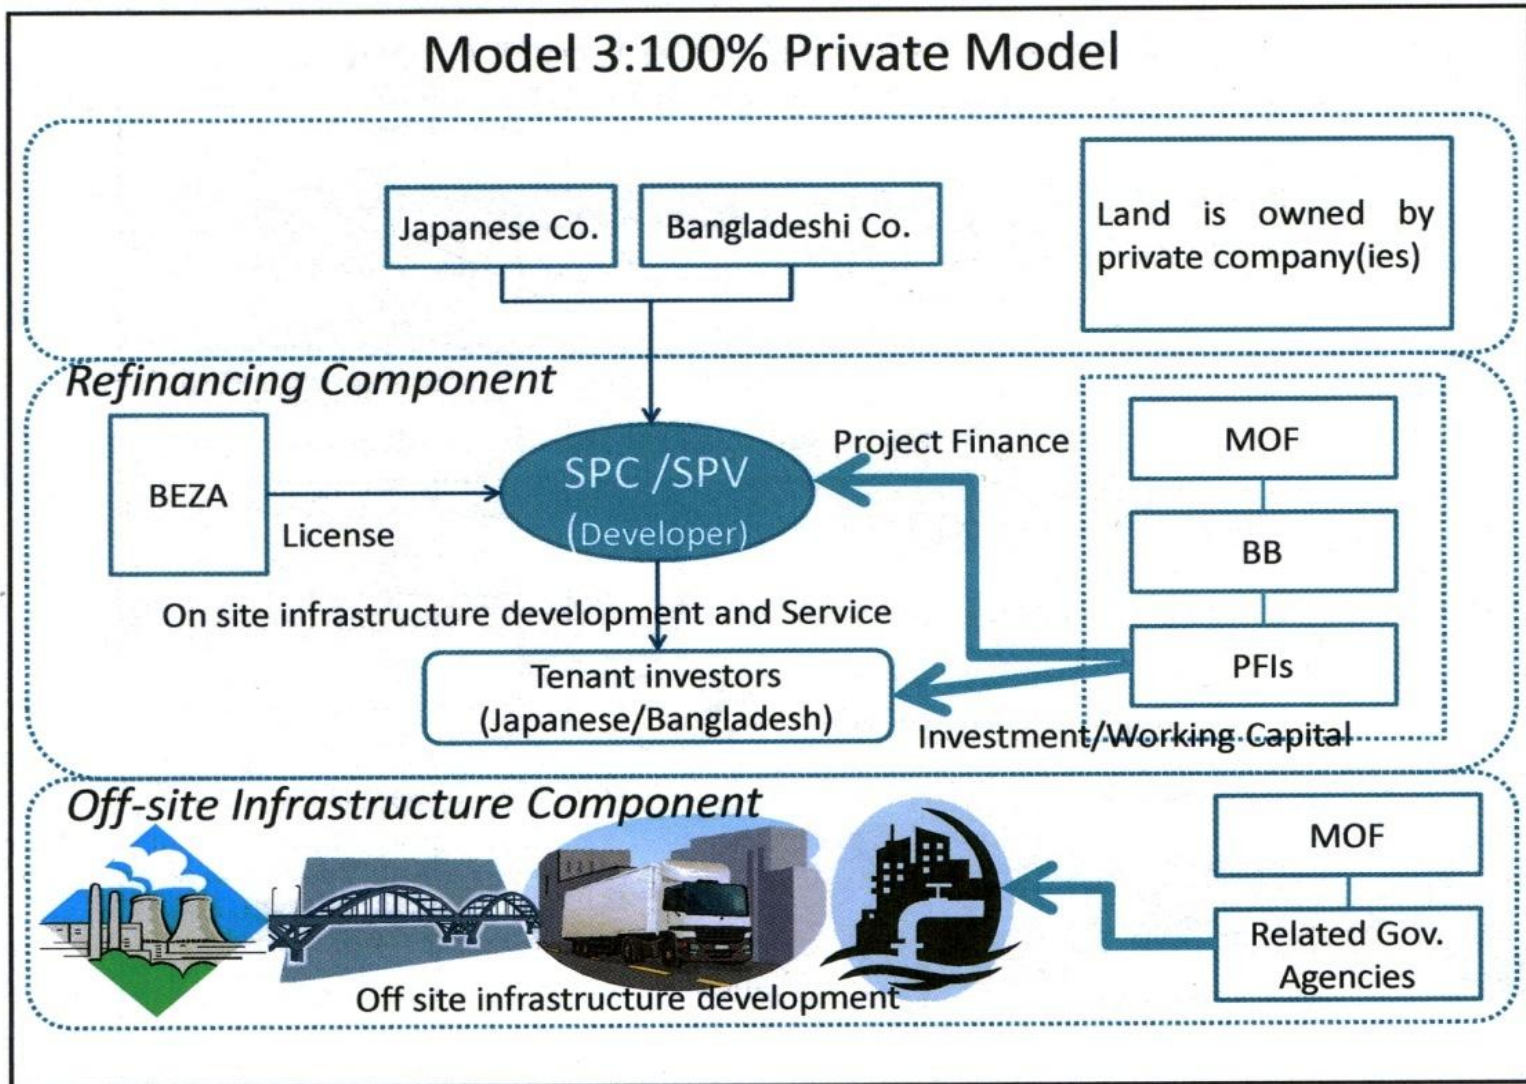 Model 3:100% Private Model
Japanese Co.
Bangladeshi Co.
Land is owned by
private company(ies)
Refinancing Component
BEZA
License
SPC /SPV
(Developer)
Project Finance
MOF
BB
PFIs
On site infrastructure development and Service
Tenant investors
(Japanese/Bangladesh)
Investment/Working Capital
Off-site Infrastructure Component
MOF
Related Gov.
Agencies
Off site infrastructure development